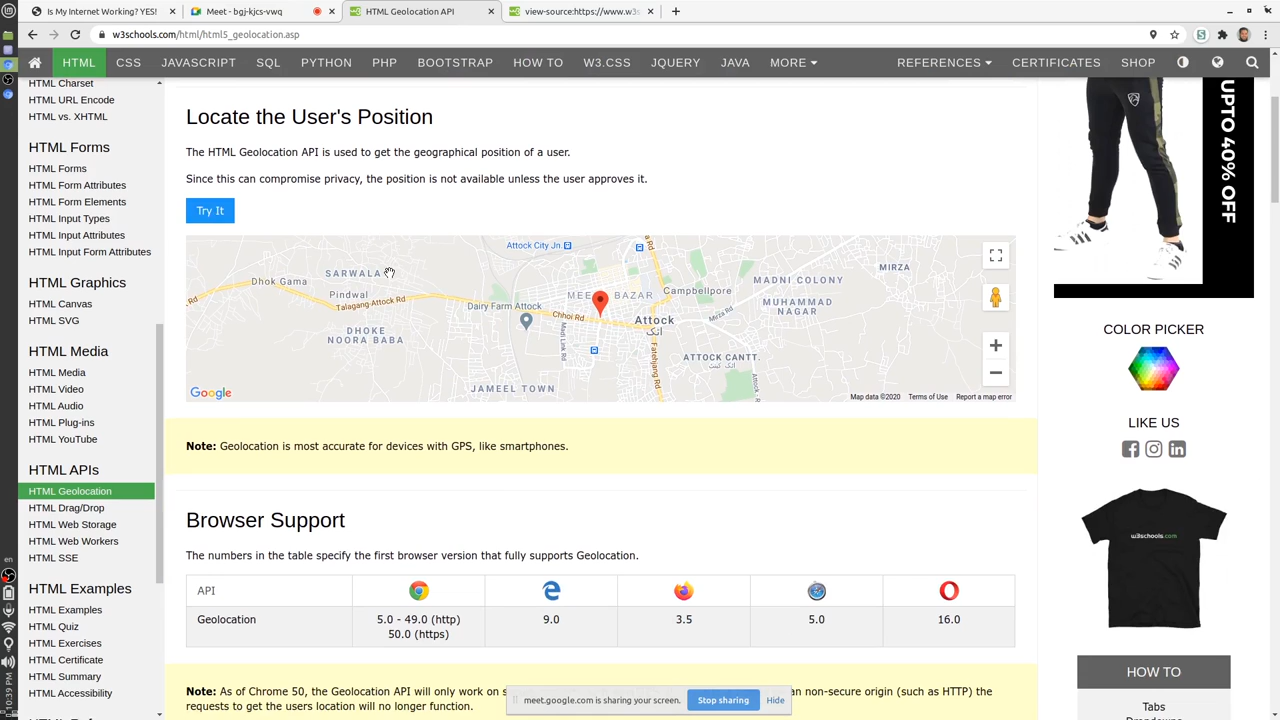 Is My Internet Working? YES!
Meet - bgj-kjcs-vwq
HTML Geolocation API
view-source:https://www.w3s
w3schools.com/html/html5_geolocation.asp
HTML
CSS
JAVASCRIPT
SQL
PYTHON
PHP
BOOTSTRAP
HOW TO
W3.CSS
JQUERY
JAVA
MORE
REFERENCES
CERTIFICATES
SHOP
HTML Charset
HTML URL Encode
HTML vs. XHTML
HTML Forms
HTML Forms
HTML Form Attributes
HTML Form Elements
HTML Input Types
HTML Input Attributes
HTML Input Form Attributes
HTML Graphics
HTML Canvas
HTML SVG
HTML Media
HTML Media
HTML Video
HTML Audio
HTML Plug-ins
HTML YouTube
HTML APIs
HTML Geolocation
HTML Drag/Drop
HTML Web Storage
HTML Web Workers
HTML SSE
HTML Examples
HTML Examples
HTML Quiz
HTML Exercises
HTML Certificate
HTML Summary
HTML Accessibility
en
10:39 PM
Locate the User's Position
The HTML Geolocation API is used to get the geographical position of a user.
Since this can compromise privacy, the position is not available unless the user approves it.
Try It
Attock City Jn.
Attock Rd
SARWALA
Dhok Gama
Pindwal
Talagang Attock Rd
Dairy Farm Attock
Chhoi Rd
Campbellpore
MADNI COLONY
MIRZA
MUHAMMAD
NAGAR
Mirza Rd
Attock
اٹک
DHOKE
NOORA BABA
ATTOCK CANTT.
اٹک کینٹ
JAMEEL TOWN
Google
Map data ©2020
Terms of Use
Report a map error
Note: Geolocation is most accurate for devices with GPS, like smartphones.
Browser Support
The numbers in the table specify the first browser version that fully supports Geolocation.
API
Geolocation
5.0 - 49.0 (http)
50.0 (https)
9.0
3.5
5.0
16.0
Note: As of Chrome 50, the Geolocation API will only work on s
an non-secure origin (such as HTTP) the
requests to get the users location will no longer function.
meet.google.com is sharing your screen.
Stop sharing
Hide
UPTO 40% OFF
COLOR PICKER
LIKE US
w3schools.com
HOW TO
Tabs